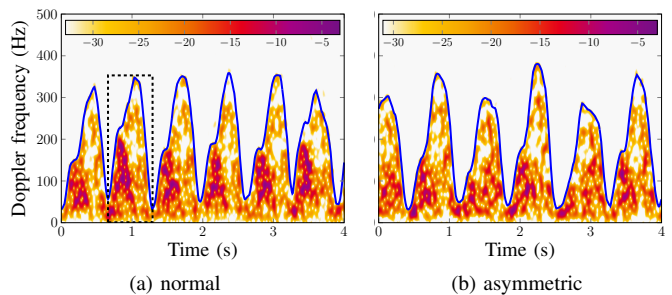 500
400
300
200
100
0
Doppler frequency (Hz)
−30 −25 −20 −15 −10 −5
−30 −25 −20 −15 −10 −5
0 1 2 3 4
0 1 2 3 4
Time (s)
Time (s)
(a) normal
(b) asymmetric